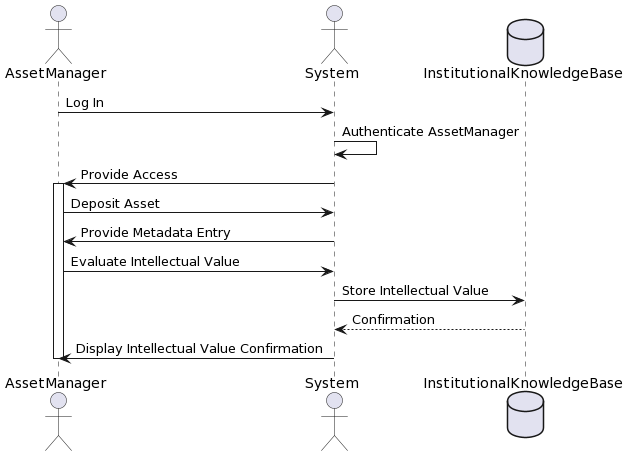 AssetManager
System
InstitutionalKnowledgeBase
Log In
Authenticate AssetManager
Provide Access
Deposit Asset
Provide Metadata Entry
Evaluate Intellectual Value
Store Intellectual Value
Confirmation
Display Intellectual Value Confirmation
AssetManager
System
InstitutionalKnowledgeBase